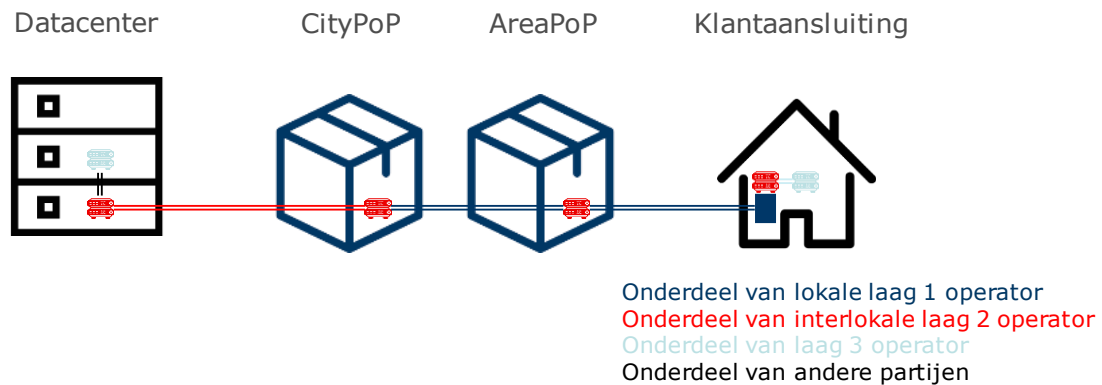 Datacenter CityPoP AreaPoP Klantaansluiting
Onderdeel van lokale laag 1 operator
Onderdeel van interlokale laag 2 operator
Onderdeel van laag 3 operator
Onderdeel van andere partijen